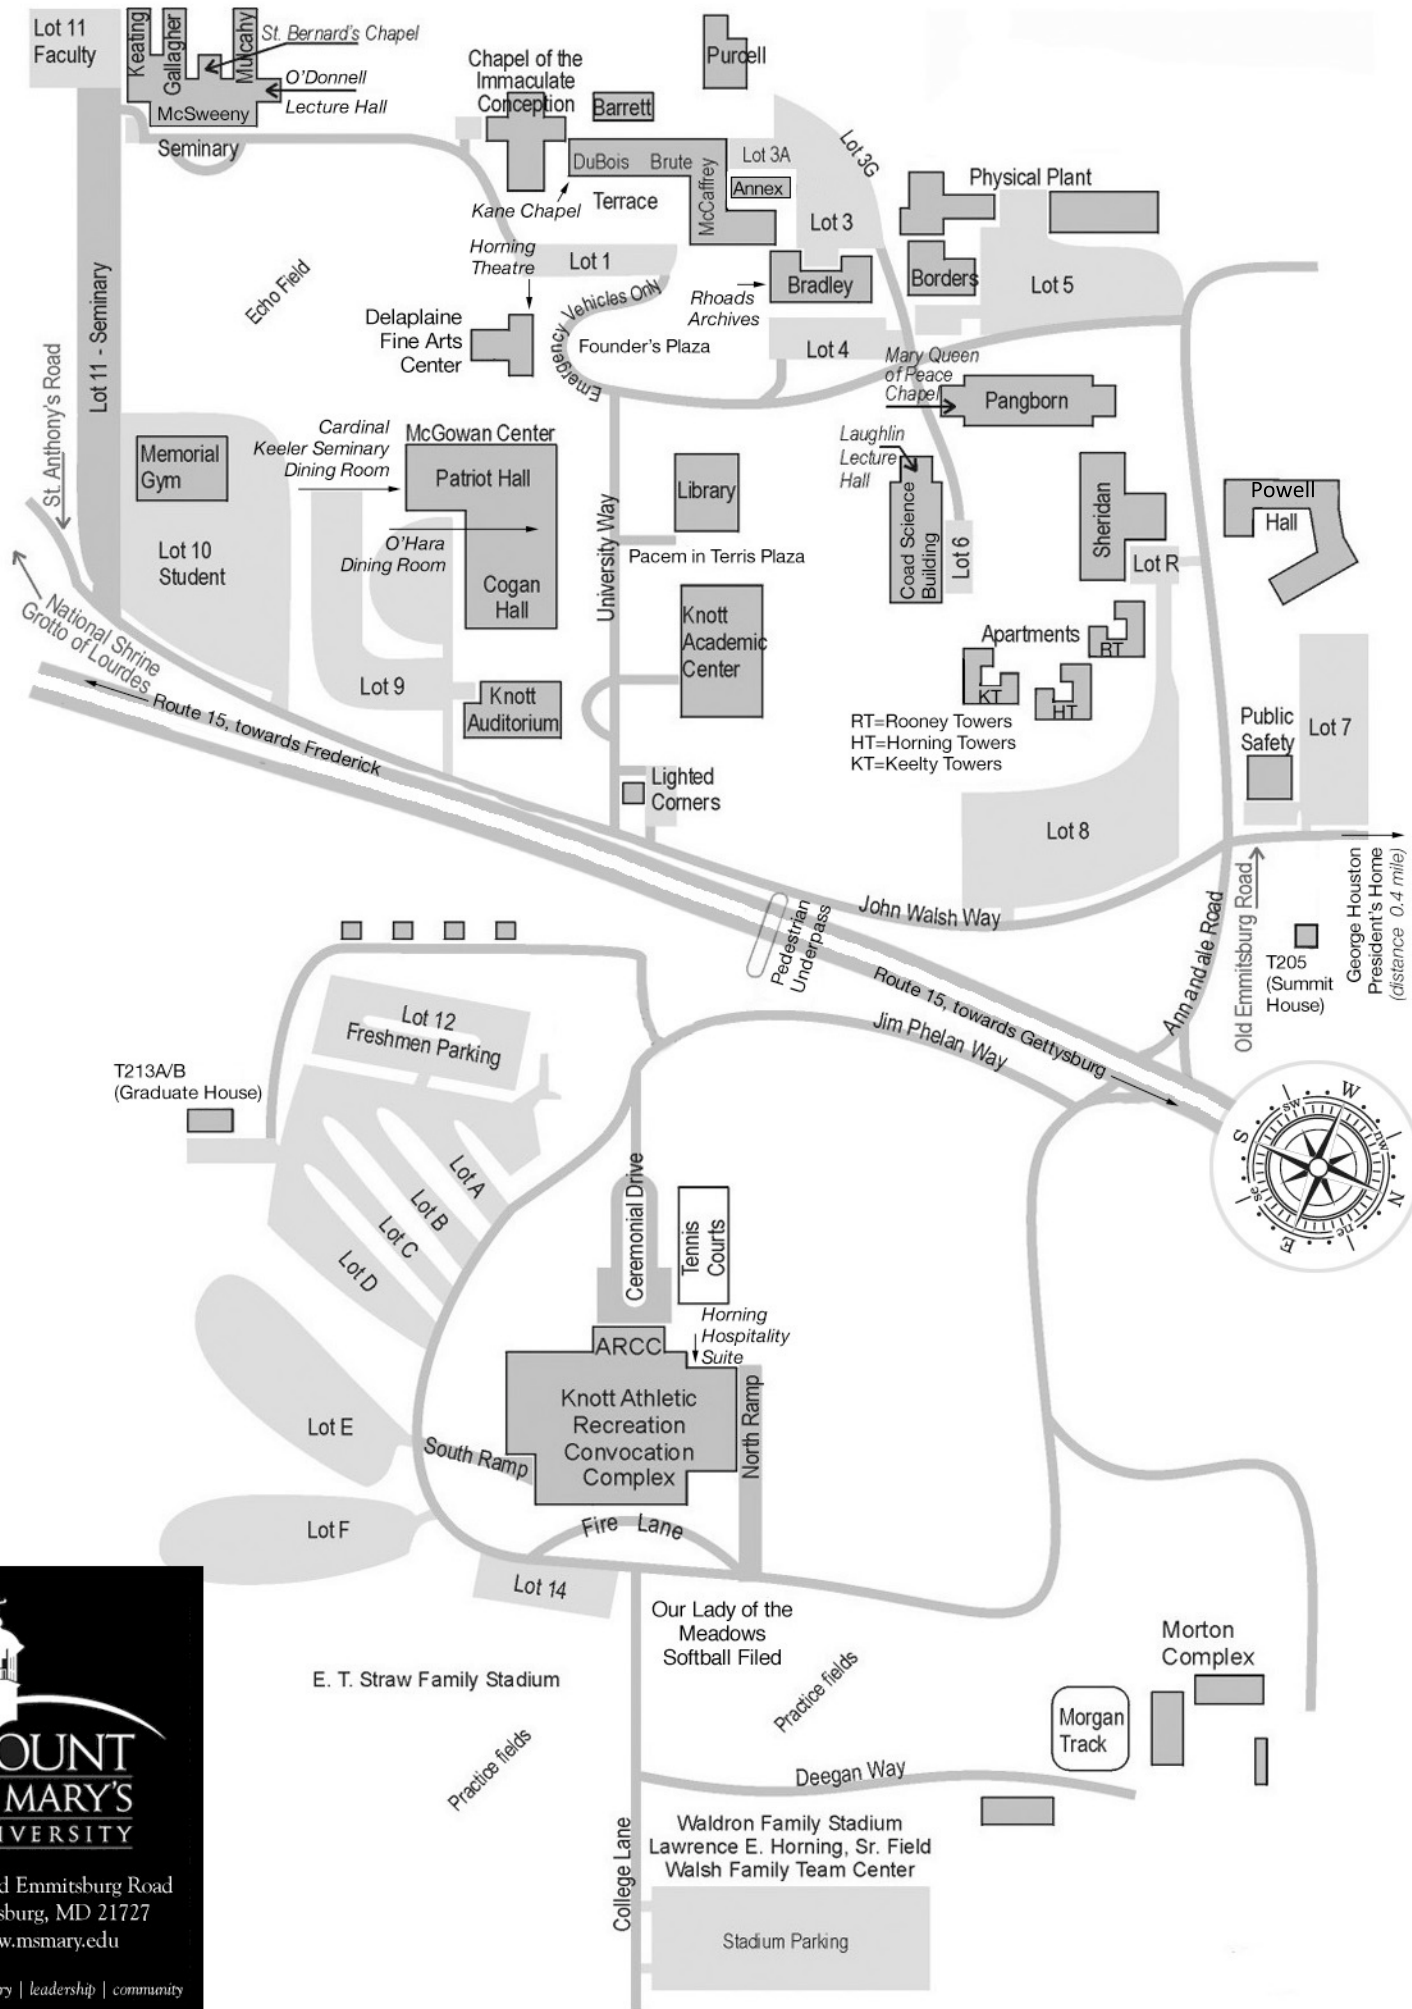 Lot 11
Faculty
Keating
Gallagher
Mulcahy
St. Bernard's Chapel
O'Donnell
Lecture Hall
McSweeny
Seminary
Chapel of the
Immaculate
Conception
Barrett
Purcell
DuBois
Brute
McCaffrey
Lot 3A
Annex
Lot 3G
Kane Chapel
Terrace
Lot 3
Physical Plant
Horning
Theatre
Lot 1
Emergency Vehicles Only
Rhoads
Archives
Bradley
Borders
Lot 5
Echo Field
Lot 11 - Seminary
St. Anthony's Road
Delaplaine
Fine Arts
Center
Founder's Plaza
Lot 4
Mary Queen
of Peace
Chapel
Pangborn
Memorial
Gym
Cardinal
Keeler Seminary
Dining Room
McGowan Center
Patriot Hall
O'Hara
Dining Room
Cogan
Hall
Lot 10
Student
University Way
Library
Pacem in Terris Plaza
Laughlin
Lecture
Hall
Coad Science
Building
Lot 6
Sheridan
Lot R
Powell
Hall
Knott
Academic
Center
Apartments
RT
KT
HT
RT=Rooney Towers
HT=Horning Towers
KT=Keelty Towers
National Shrine
Grotto of Lourdes
Lot 9
Knott
Auditorium
Route 15, towards Frederick
Lighted
Corners
Public
Safety
Lot 7
Lot 8
John Walsh Way
Pedestrian
Underpass
Route 15, towards Gettysburg
Jim Phelan Way
Annandale Road
Old Emmitsburg Road
T205
(Summit
House)
George Houston
President's Home
(distance 0.4 mile)
Lot 12
Freshmen Parking
T213A/B
(Graduate House)
S
sw
W
nw
N
ne
E
se
Lot A
Lot B
Lot C
Lot D
Ceremonial Drive
Tennis
Courts
Horning
Hospitality
Suite
ARCC
Knott Athletic
Recreation
Convocation
Complex
North Ramp
South Ramp
Lot E
Lot F
Fire Lane
Lot 14
Our Lady of the
Meadows
Softball Filed
E. T. Straw Family Stadium
Practice fields
Practice fields
Morton
Complex
Morgan
Track
Deegan Way
College Lane
Waldron Family Stadium
Lawrence E. Horning, Sr. Field
Walsh Family Team Center
Stadium Parking
OUNT
MARY'S
IVERSITY
d Emmitsburg Road
sburg, MD 21727
w.msmary.edu
ry | leadership | community